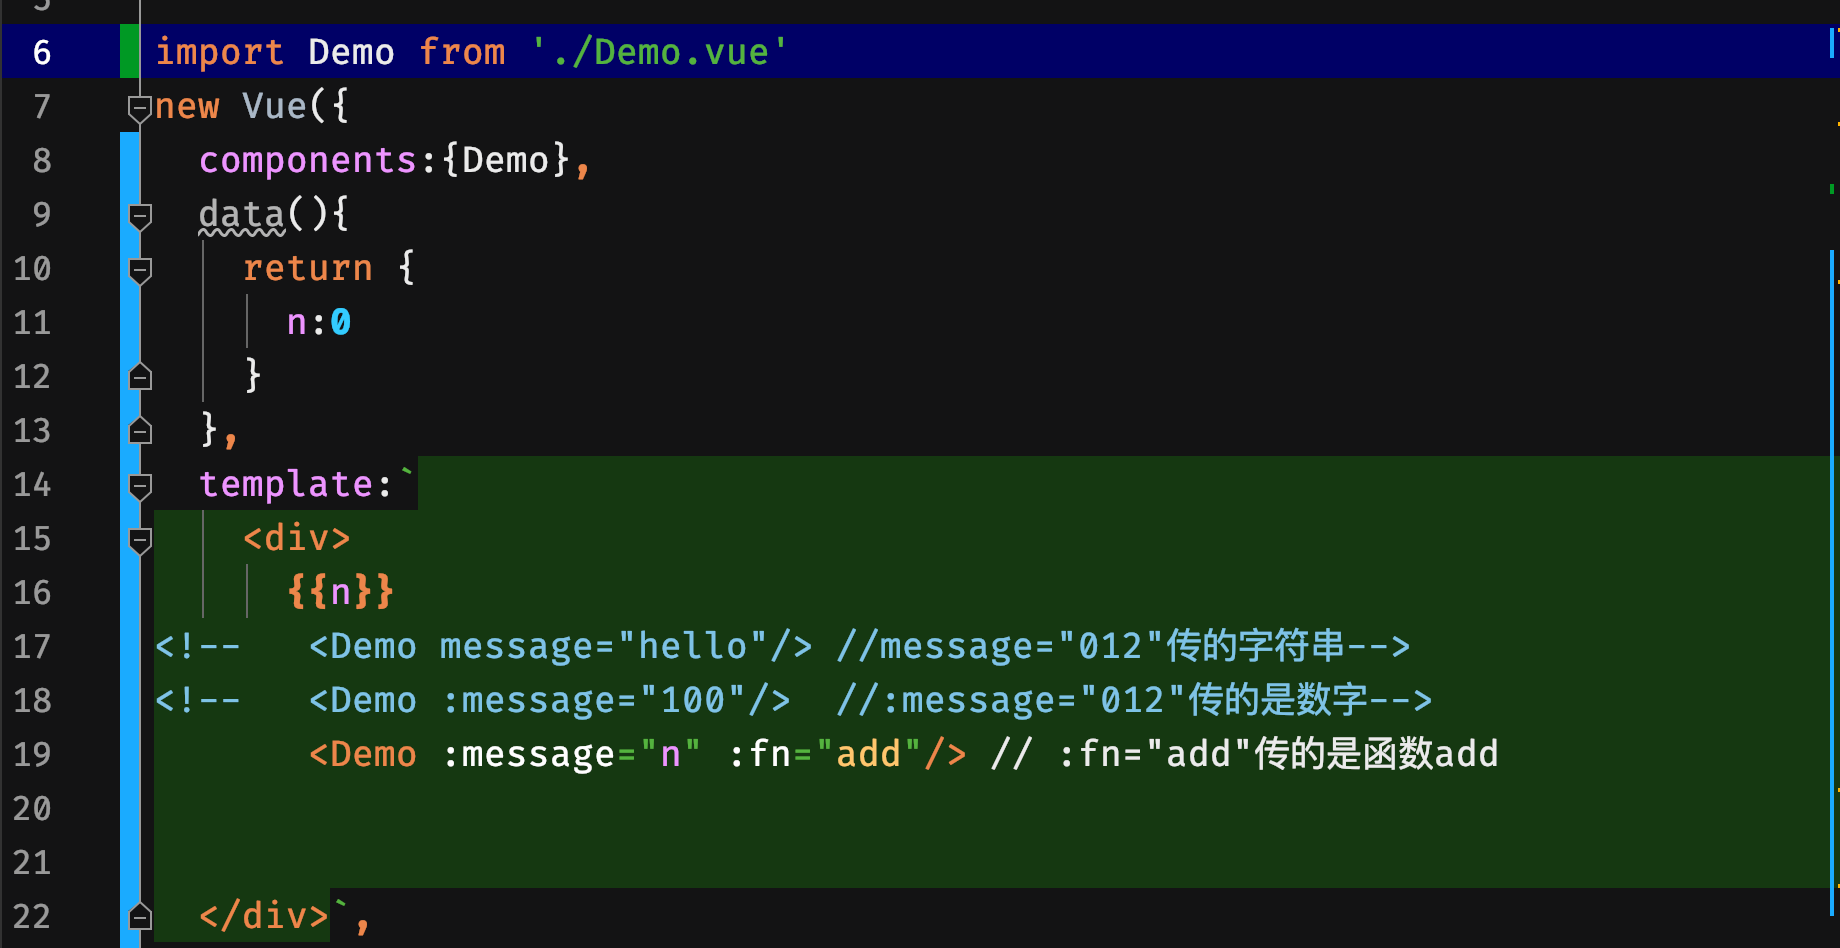 5
6 import Demo from './Demo.vue'
7 new Vue({
8 components:{Demo},
9 data(){
10 return {
11 n:0
12 }
13 },
14 template:`
15 <div>
16 {{n}}
17 <!-- <Demo message="hello"/> //message="012"传的字符串-->
18 <!-- <Demo :message="100"/> //:message="012"传的是数字-->
19 <Demo :message="n" :fn="add"/> // :fn="add"传的是函数add
20
21
22 </div>`,